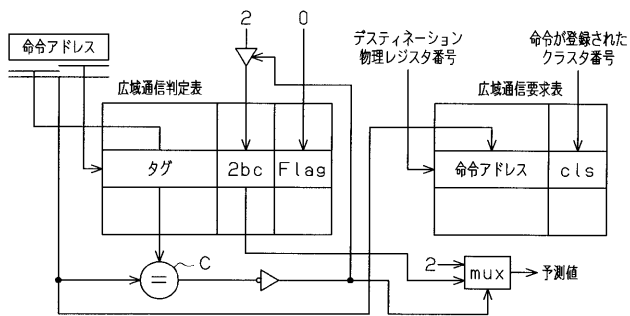 2
0
命令アドレス
デスティネーション
物理レジスタ番号
命令が登録された
クラスタ番号
広域通信判定表
広域通信要求表
タグ
2bc
Flag
命令アドレス
cls
=
C
2
mux
予測値